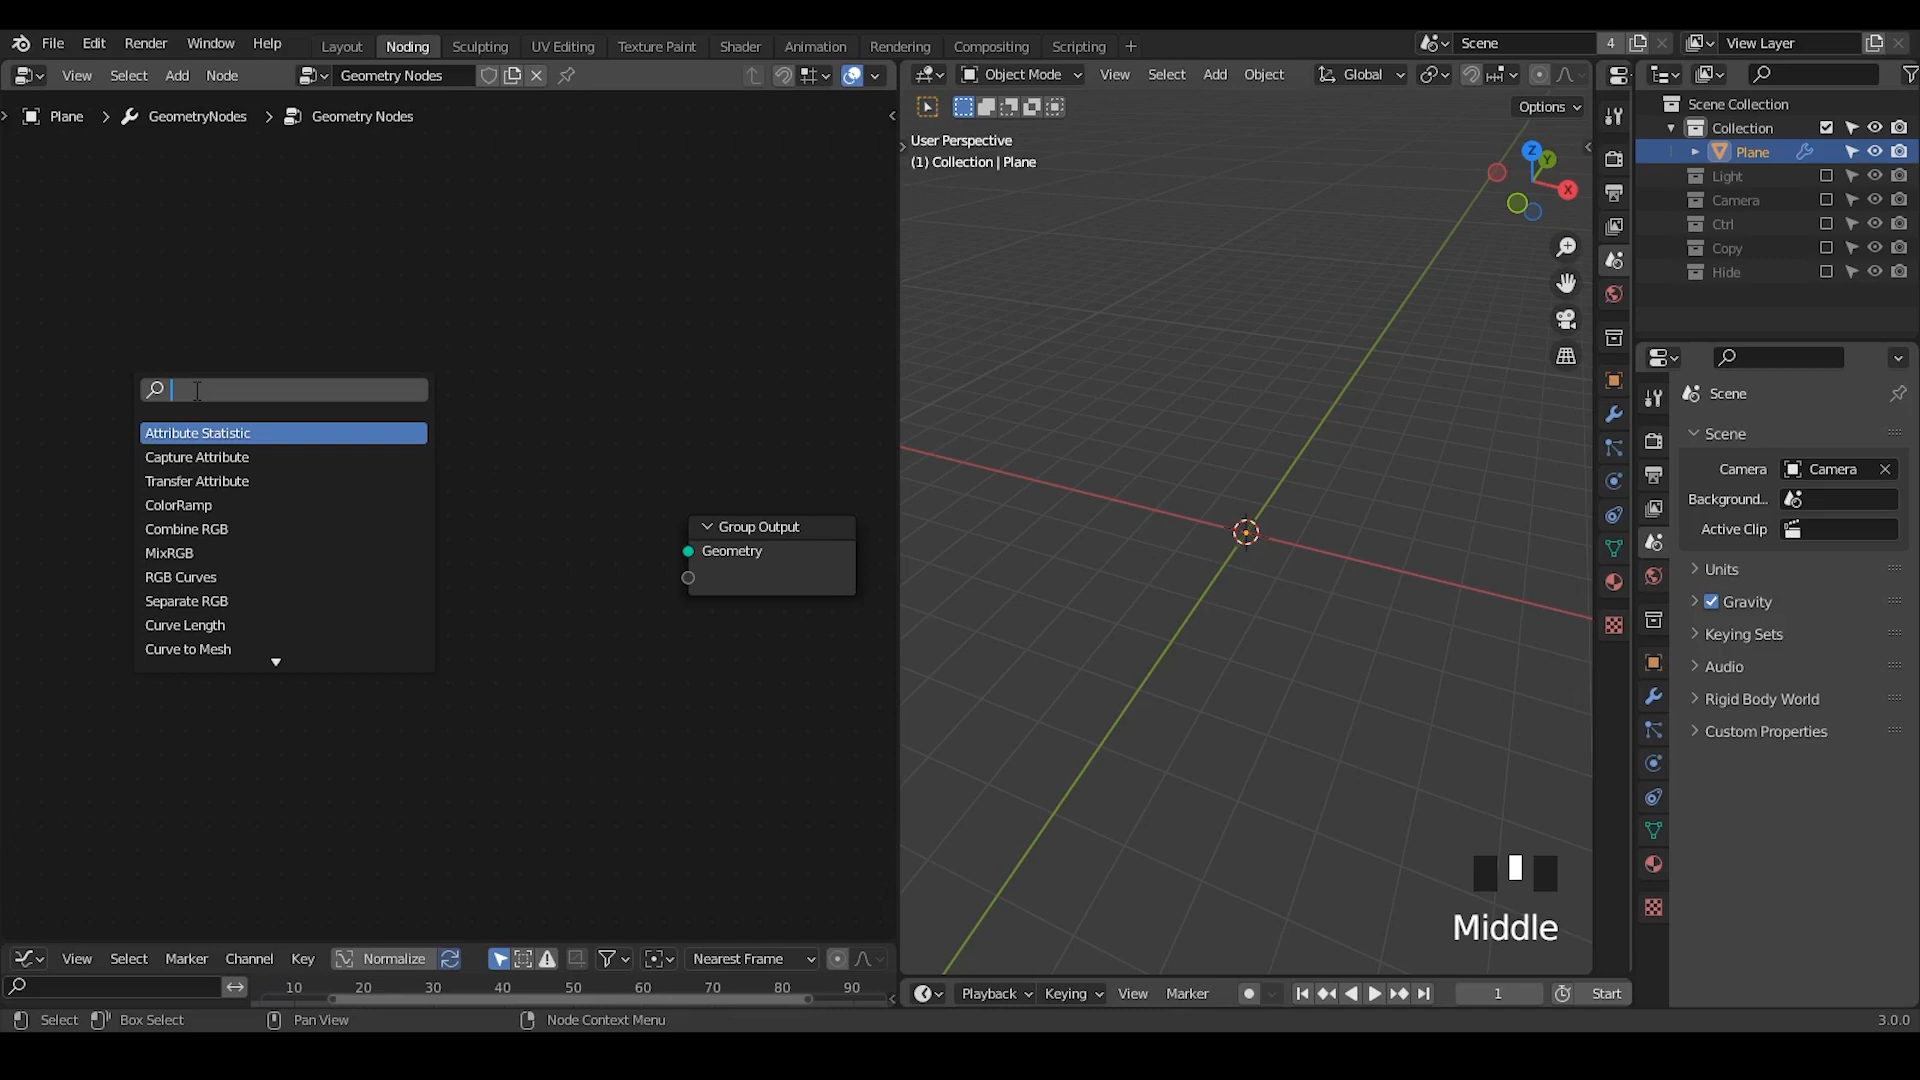 File Edit Render Window Help Layout Noding Sculpting UV Editing Texture Paint Shader Animation Rendering Compositing Scripting + Scene 4 View Layer
View Select Add Node Geometry Nodes Object Mode View Select Add Object Global
Plane > GeometryNodes > Geometry Nodes
Options
User Perspective
(1) Collection | Plane
Z
Y
X
Scene Collection
Collection
Plane
Light
Camera
Ctrl
Copy
Hide
Attribute Statistic
Capture Attribute
Transfer Attribute
ColorRamp
Combine RGB
MixRGB
RGB Curves
Separate RGB
Curve Length
Curve to Mesh
Group Output
Geometry
Scene
Scene
Camera Camera
Background...
Active Clip
Units
Gravity
Keying Sets
Audio
Rigid Body World
Custom Properties
Middle
View Select Marker Channel Key Normalize Nearest Frame
10 20 30 40 50 60 70 80 90
Playback Keying View Marker 1 Start
Select Box Select Pan View Node Context Menu 3.0.0